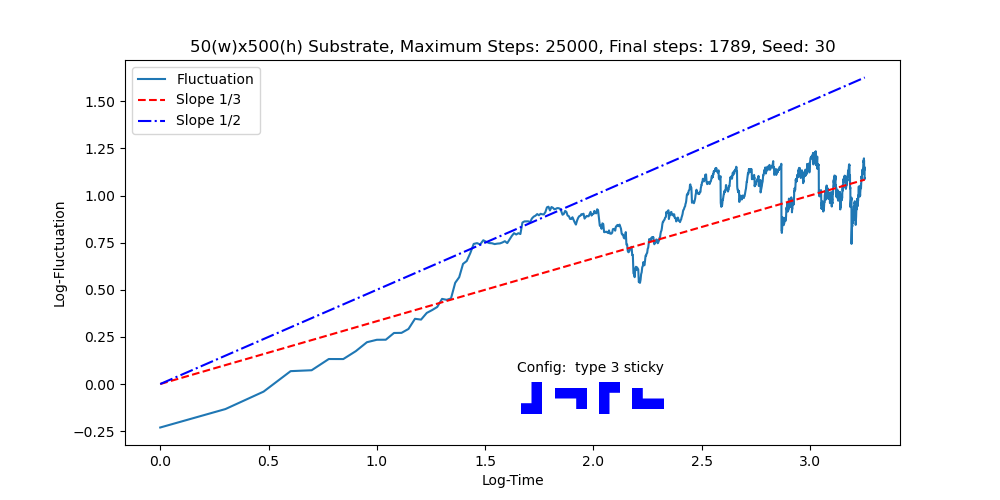 50(w)x500(h) Substrate, Maximum Steps: 25000, Final steps: 1789, Seed: 30
Fluctuation
Slope 1/3
Slope 1/2
1.50
1.25
1.00
0.75
0.50
0.25
0.00
−0.25
Log-Fluctuation
Config:  type 3 sticky
0.0 0.5 1.0 1.5 2.0 2.5 3.0
Log-Time